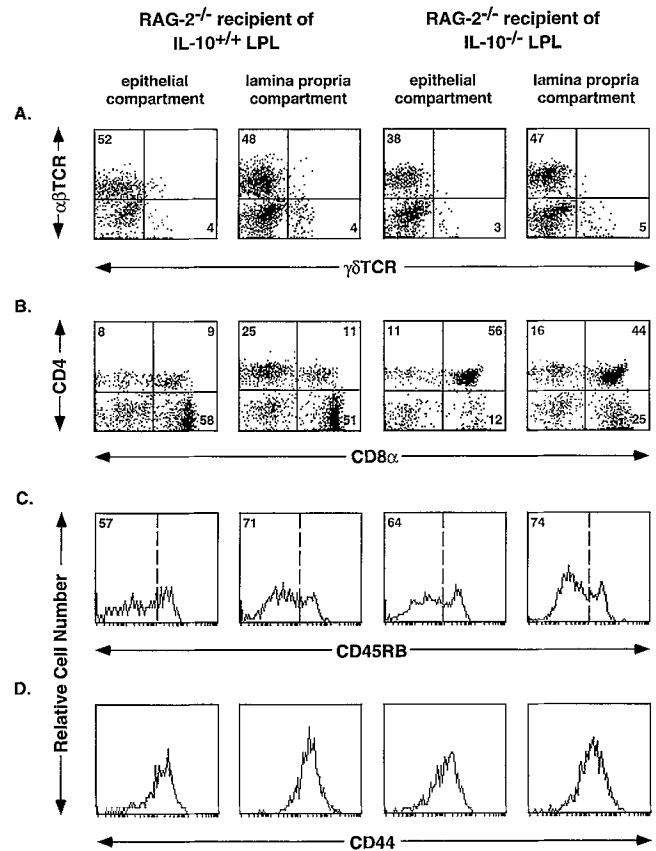 RAG-2-/- recipient of IL-10+/+ LPL
RAG-2-/- recipient of IL-10-/- LPL
epithelial compartment
lamina propria compartment
epithelial compartment
lamina propria compartment
A.
αβTCR
52
4
48
4
38
3
47
5
γδTCR
B.
CD4
8
9
58
25
11
51
11
56
12
16
44
25
CD8α
C.
Relative Cell Number
57
71
64
74
CD45RB
D.
CD44